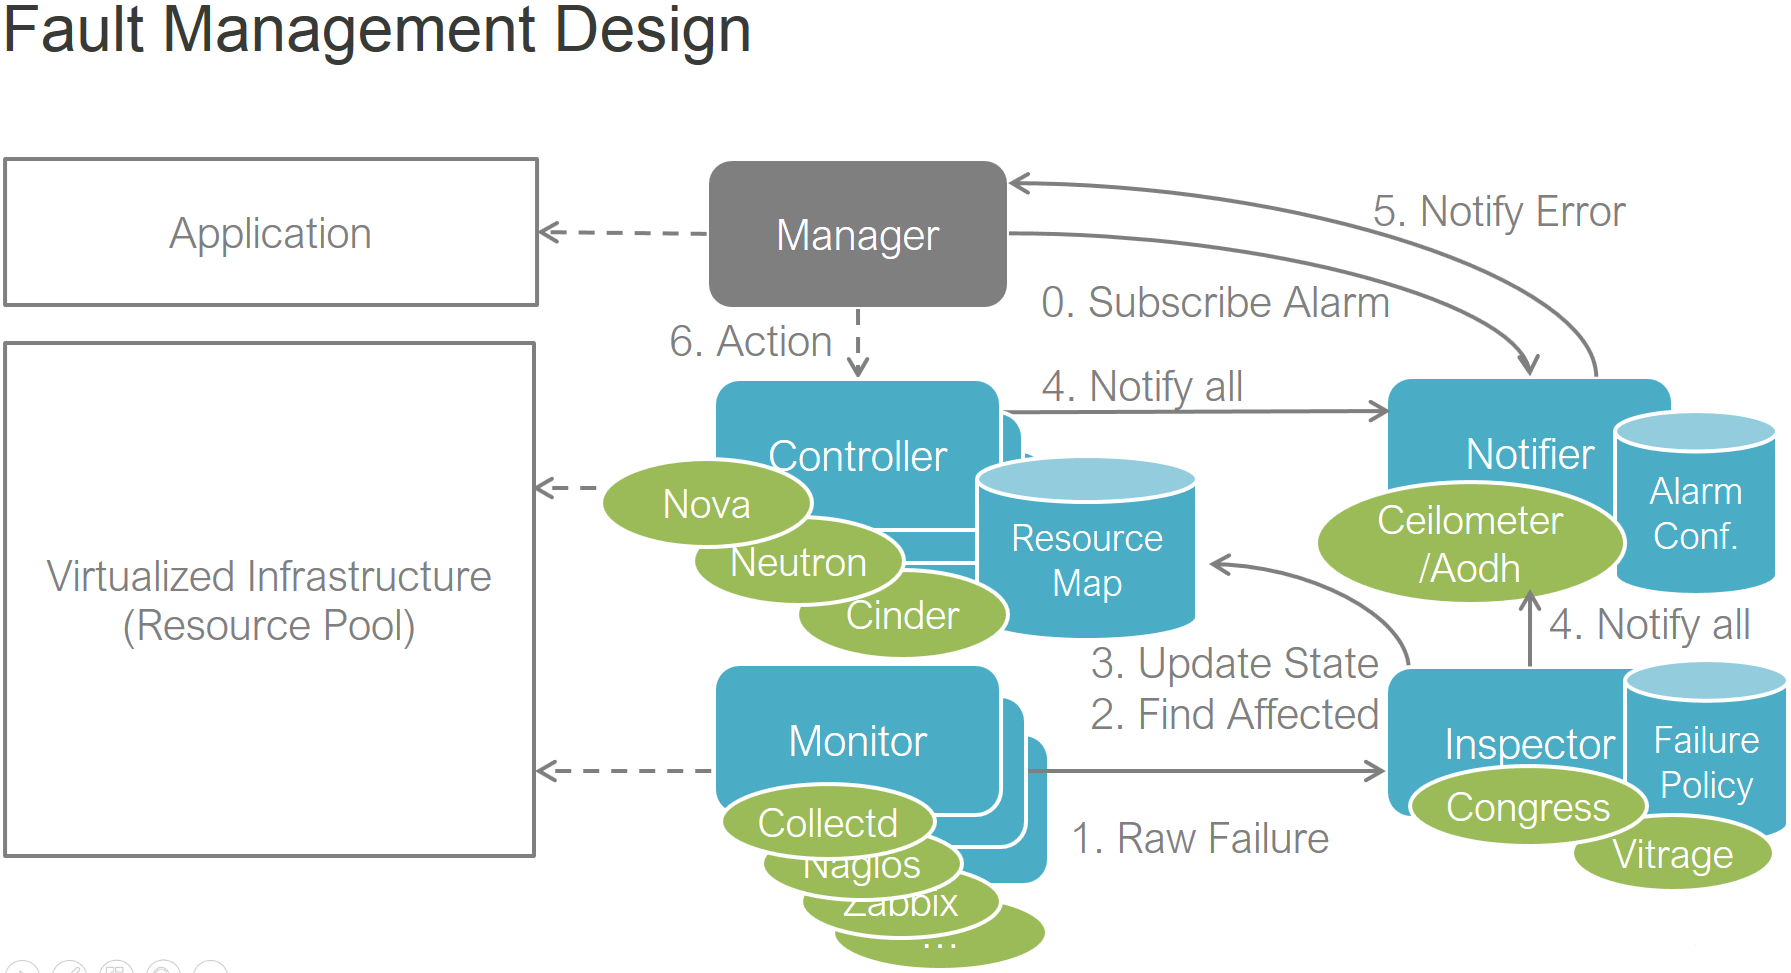 Fault Management Design
Application
Manager
5. Notify Error
0. Subscribe Alarm
6. Action
4. Notify all
Controller
Notifier
Nova
Neutron
Cinder
Resource
Map
Ceilometer
/Aodh
Alarm
Conf.
Virtualized Infrastructure
(Resource Pool)
4. Notify all
3. Update State
2. Find Affected
Monitor
Inspector
Failure
Policy
Collectd
Nagios
Zabbix
...
1. Raw Failure
Congress
Vitrage